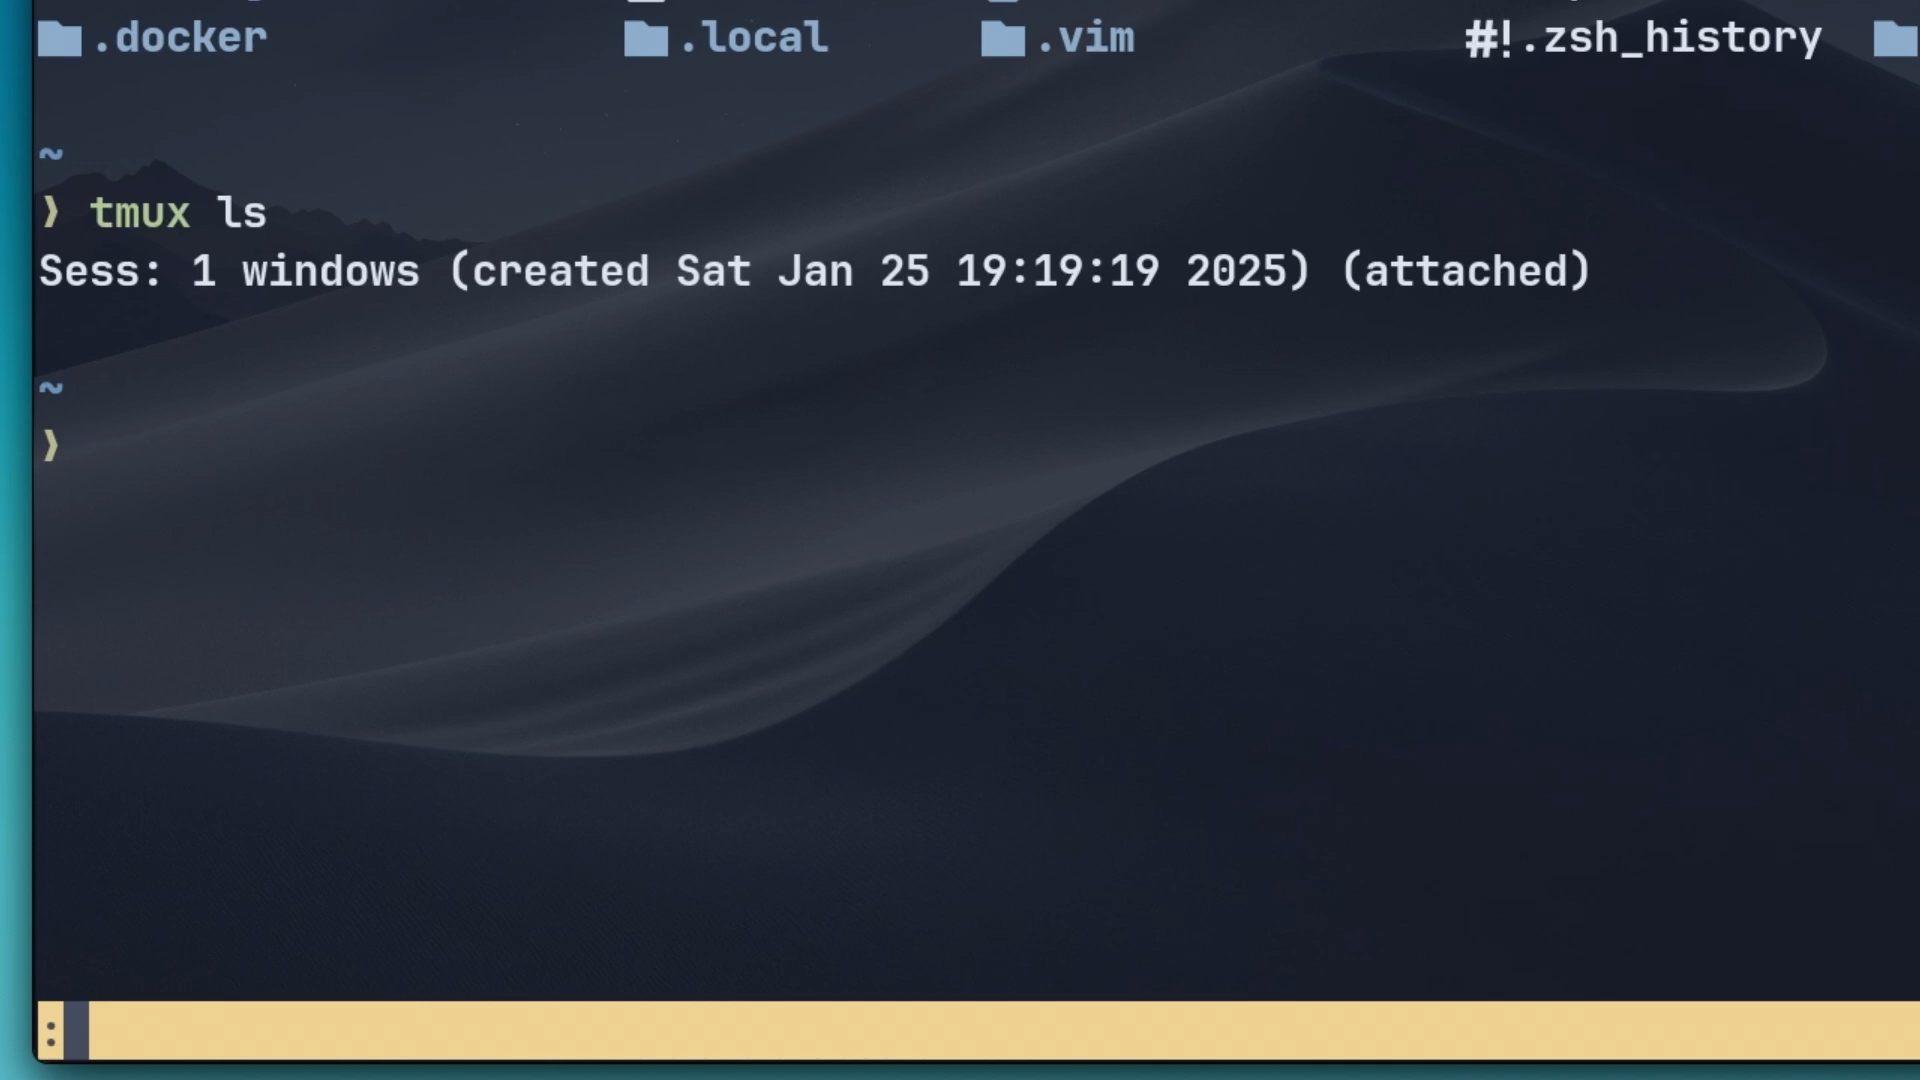 .docker .local .vim #!.zsh_history
~
❯ tmux ls
Sess: 1 windows (created Sat Jan 25 19:19:19 2025) (attached)
~
❯
: